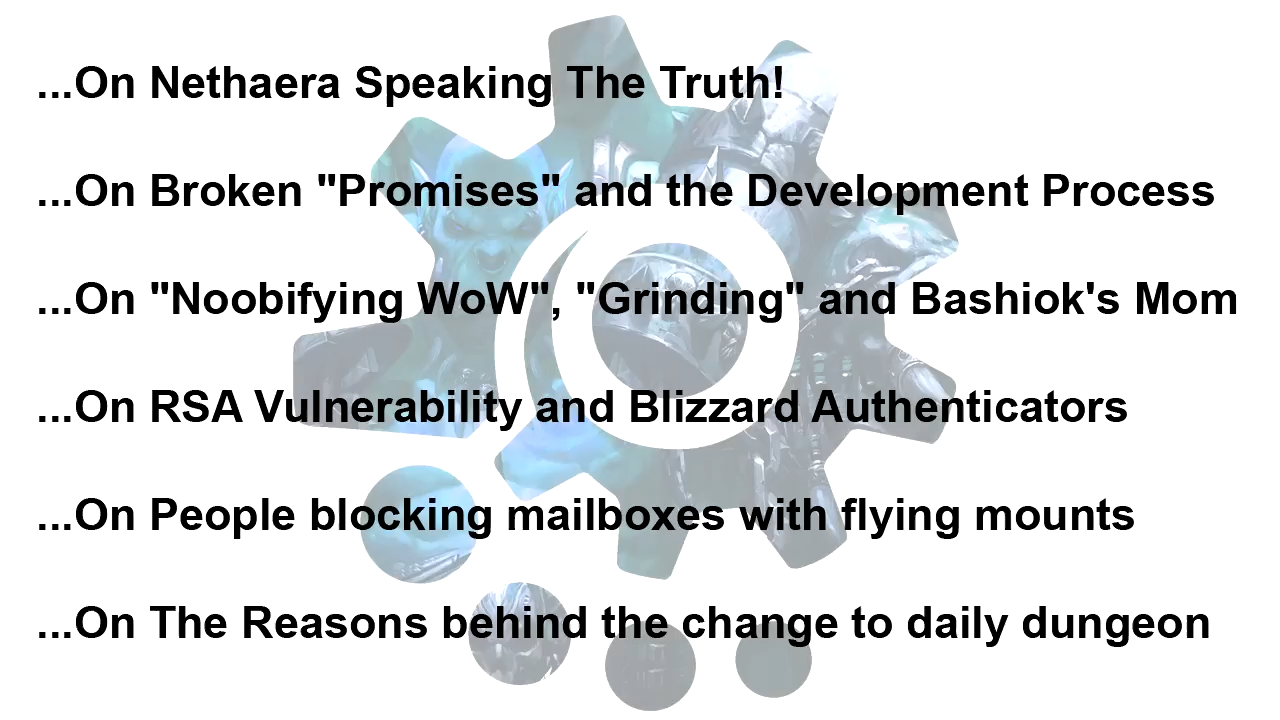 ...On Nethaera Speaking The Truth!
...On Broken "Promises" and the Development Process
...On "Noobifying WoW", "Grinding" and Bashiok's Mom
...On RSA Vulnerability and Blizzard Authenticators
...On People blocking mailboxes with flying mounts
...On The Reasons behind the change to daily dungeon